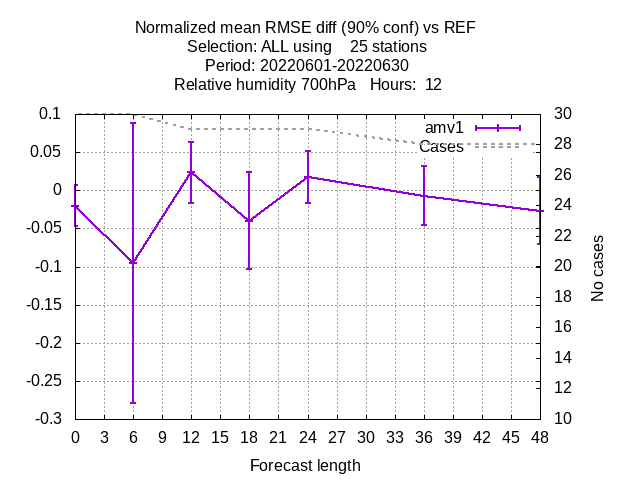 Normalized mean RMSE diff (90% conf) vs REF
Selection: ALL using    25 stations
Period: 20220601-20220630
Relative humidity 700hPa   Hours:  12
0.1
0.05
0
-0.05
-0.1
-0.15
-0.2
-0.25
-0.3
amv1
Cases
30
28
26
24
22
20
18
16
14
12
10
No cases
0 3 6 9 12 15 18 21 24 27 30 33 36 39 42 45 48
Forecast length